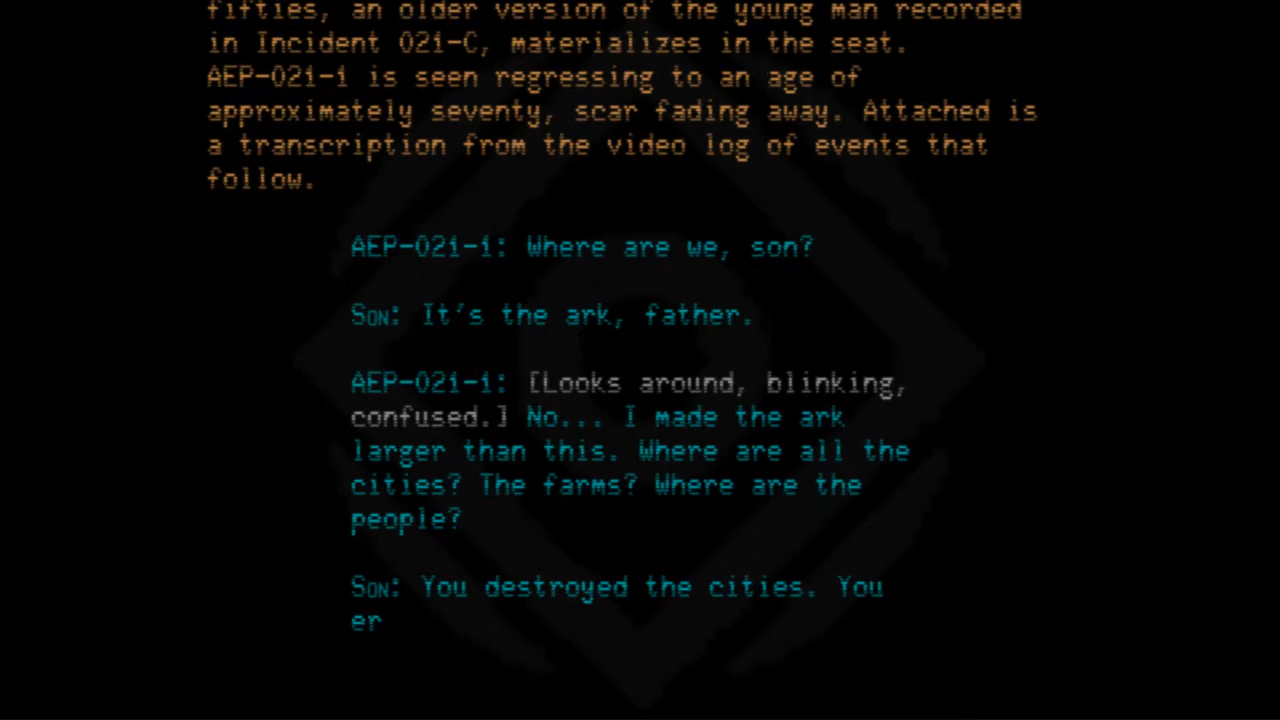 fifties, an older version of the young man recorded
in Incident 021-C, materializes in the seat.
AEP-021-1 is seen regressing to an age of
approximately seventy, scar fading away. Attached is
a transcription from the video log of events that
follow.
AEP-021-1: Where are we, son?
Son: It's the ark, father.
AEP-021-1: [Looks around, blinking,
confused.] No... I made the ark
larger than this. Where are all the
cities? The farms? Where are the
people?
Son: You destroyed the cities. You
er